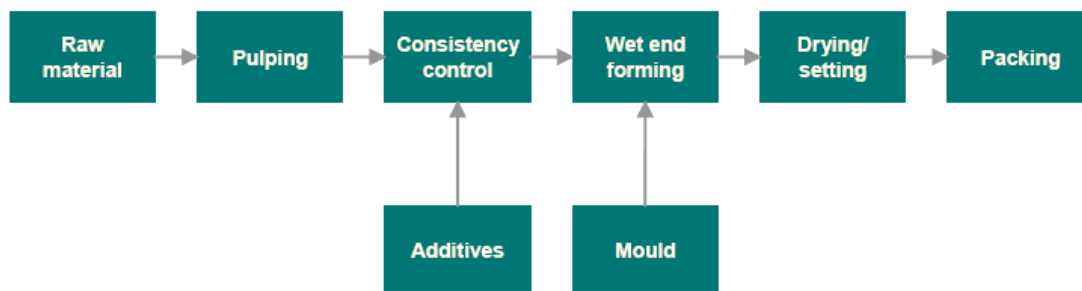 Raw
material
Pulping
Consistency
control
Wet end
forming
Drying/
setting
Packing
Additives
Mould